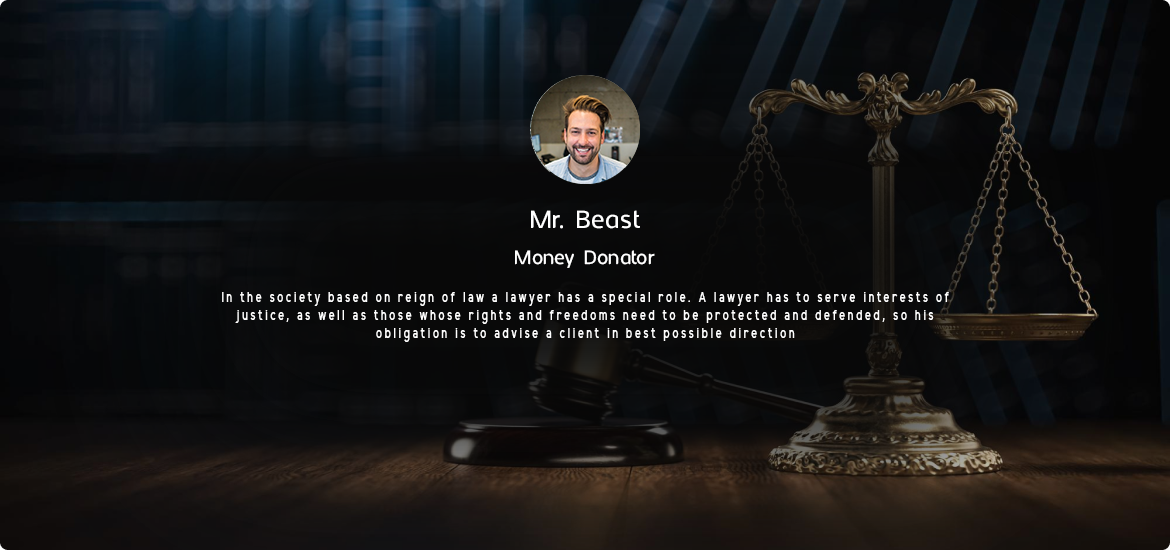 Mr. Beast
Money Donator
In the society based on reign of law a lawyer has a special role. A lawyer has to serve interests of
justice, as well as those whose rights and freedoms need to be protected and defended, so his
obligation is to advise a client in best possible direction